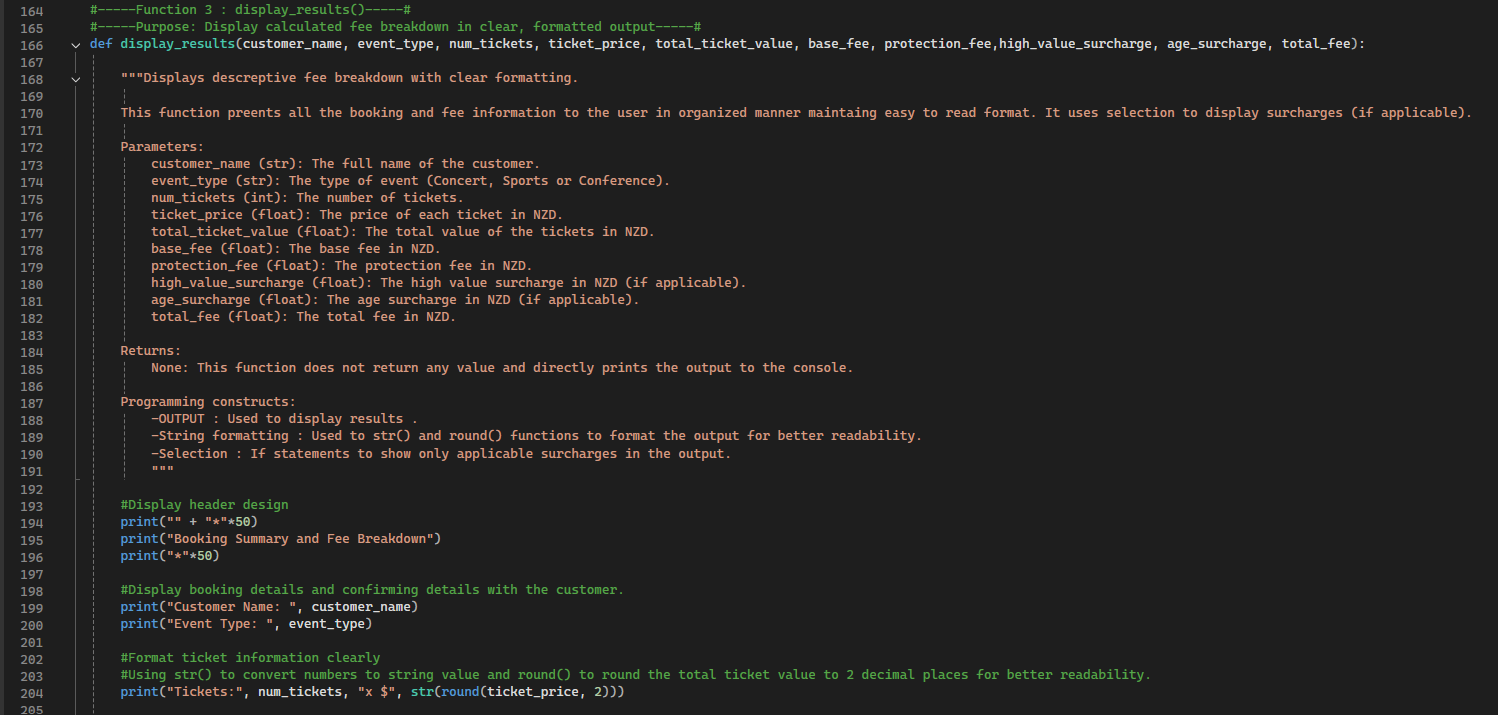 164 #-----Function 3 : display_results()-----#
165 #-----Purpose: Display calculated fee breakdown in clear, formatted output-----#
166 def display_results(customer_name, event_type, num_tickets, ticket_price, total_ticket_value, base_fee, protection_fee,high_value_surcharge, age_surcharge, total_fee):
167
168 """Displays descreptive fee breakdown with clear formatting.
169
170 This function preents all the booking and fee information to the user in organized manner maintaing easy to read format. It uses selection to display surcharges (if applicable).
171
172 Parameters:
173 customer_name (str): The full name of the customer.
174 event_type (str): The type of event (Concert, Sports or Conference).
175 num_tickets (int): The number of tickets.
176 ticket_price (float): The price of each ticket in NZD.
177 total_ticket_value (float): The total value of the tickets in NZD.
178 base_fee (float): The base fee in NZD.
179 protection_fee (float): The protection fee in NZD.
180 high_value_surcharge (float): The high value surcharge in NZD (if applicable).
181 age_surcharge (float): The age surcharge in NZD (if applicable).
182 total_fee (float): The total fee in NZD.
183
184 Returns:
185 None: This function does not return any value and directly prints the output to the console.
186
187 Programming constructs:
188 -OUTPUT : Used to display results .
189 -String formatting : Used to str() and round() functions to format the output for better readability.
190 -Selection : If statements to show only applicable surcharges in the output.
191 """
192
193 #Display header design
194 print("" + "*"*50)
195 print("Booking Summary and Fee Breakdown")
196 print("*"*50)
197
198 #Display booking details and confirming details with the customer.
199 print("Customer Name: ", customer_name)
200 print("Event Type: ", event_type)
201
202 #Format ticket information clearly
203 #Using str() to convert numbers to string value and round() to round the total ticket value to 2 decimal places for better readability.
204 print("Tickets:", num_tickets, "x $", str(round(ticket_price, 2)))
205